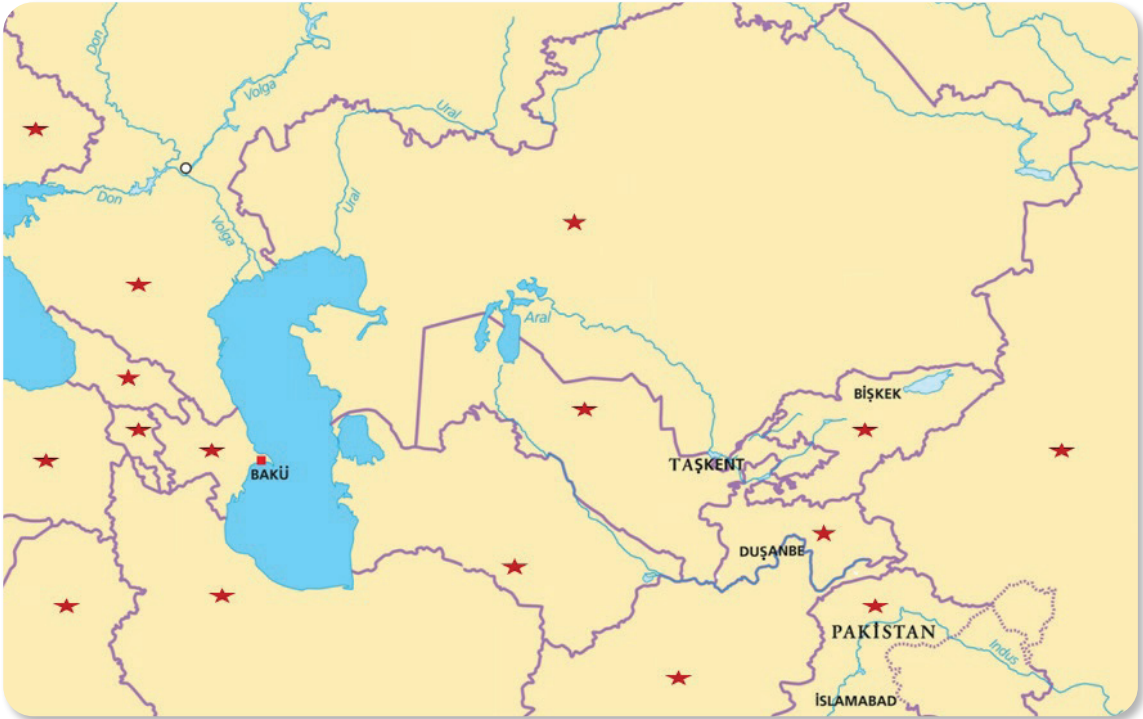 Don
Volga
Ural
Don
Volga
Ural
Aral
BİŞKEK
TAŞKENT
BAKÜ
DUŞANBE
PAKİSTAN
Indus
İSLAMABAD